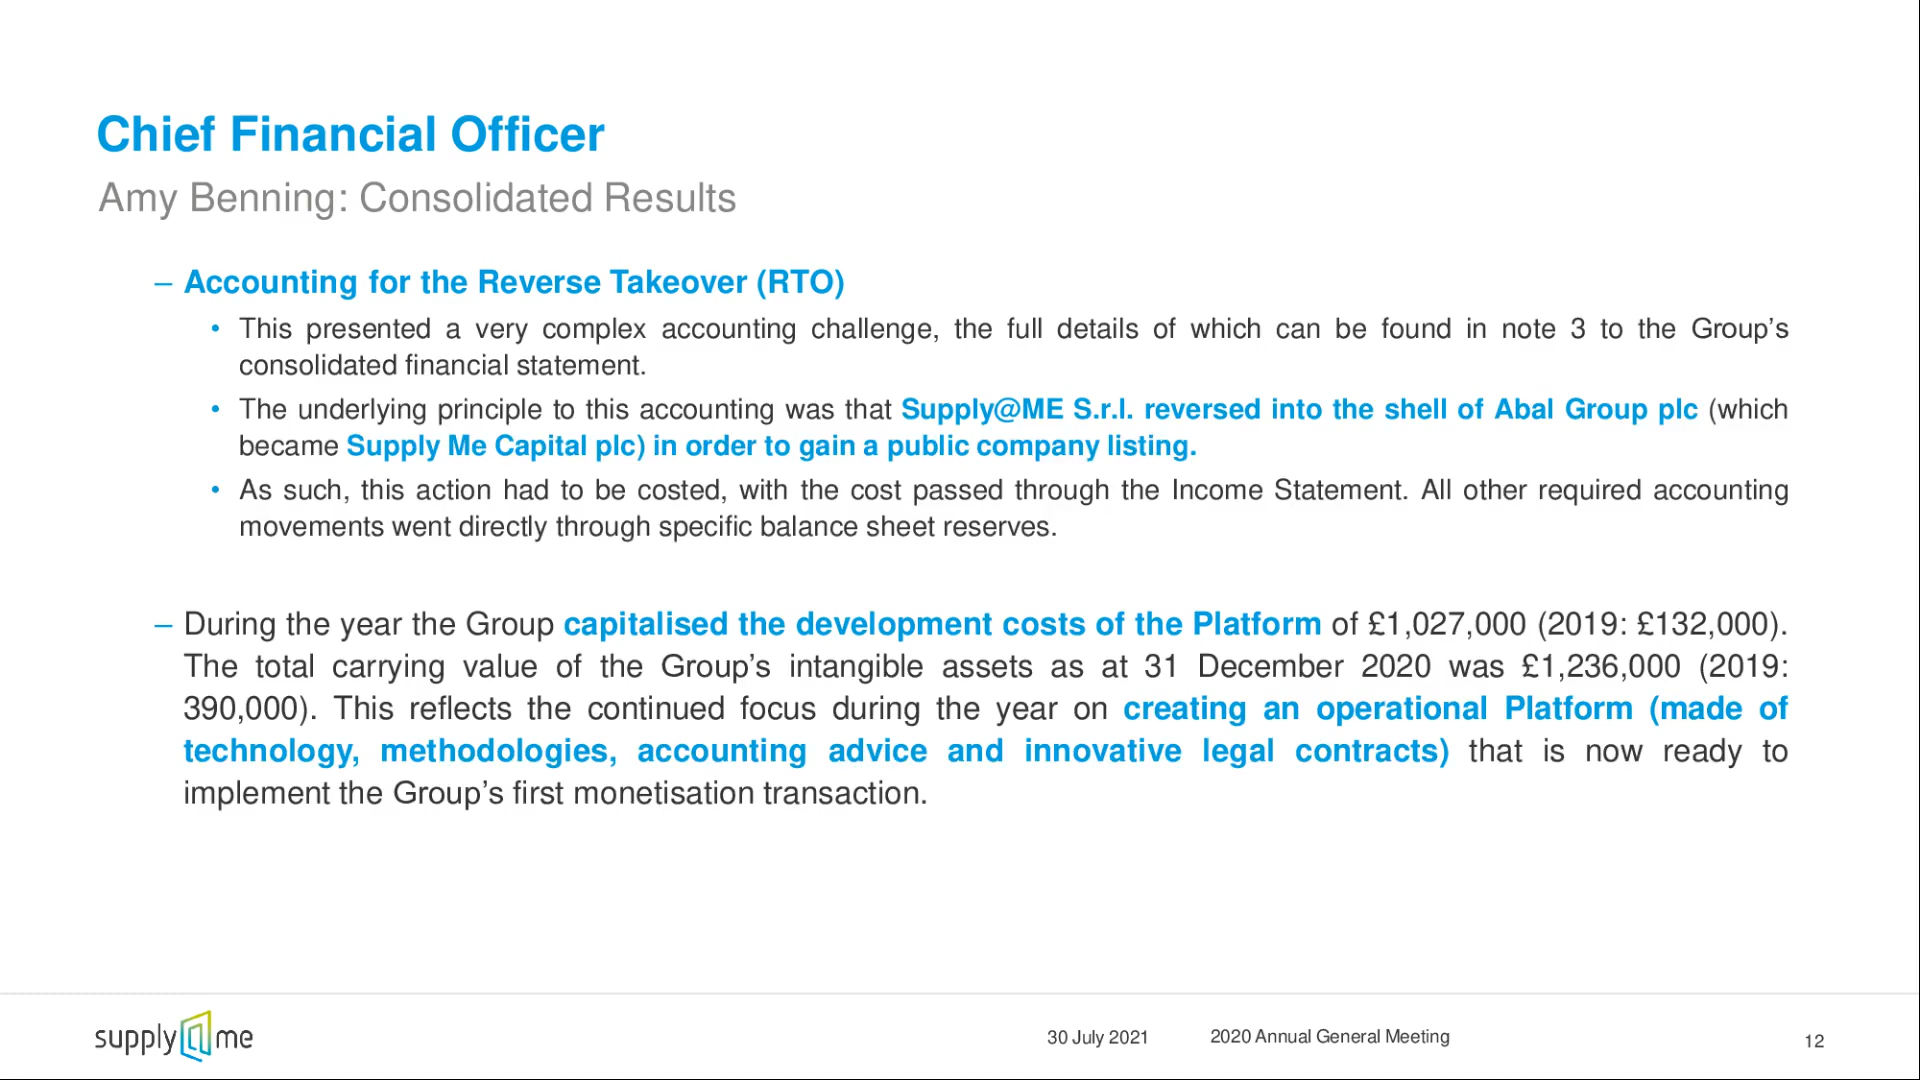 Chief Financial Officer
Amy Benning: Consolidated Results
– Accounting for the Reverse Takeover (RTO)
• This presented a very complex accounting challenge, the full details of which can be found in note 3 to the Group’s
consolidated financial statement.
• The underlying principle to this accounting was that Supply@ME S.r.l. reversed into the shell of Abal Group plc (which
became Supply Me Capital plc) in order to gain a public company listing.
• As such, this action had to be costed, with the cost passed through the Income Statement. All other required accounting
movements went directly through specific balance sheet reserves.
– During the year the Group capitalised the development costs of the Platform of £1,027,000 (2019: £132,000).
The total carrying value of the Group’s intangible assets as at 31 December 2020 was £1,236,000 (2019:
390,000). This reflects the continued focus during the year on creating an operational Platform (made of
technology, methodologies, accounting advice and innovative legal contracts) that is now ready to
implement the Group’s first monetisation transaction.
supply@me
30 July 2021
2020 Annual General Meeting
12